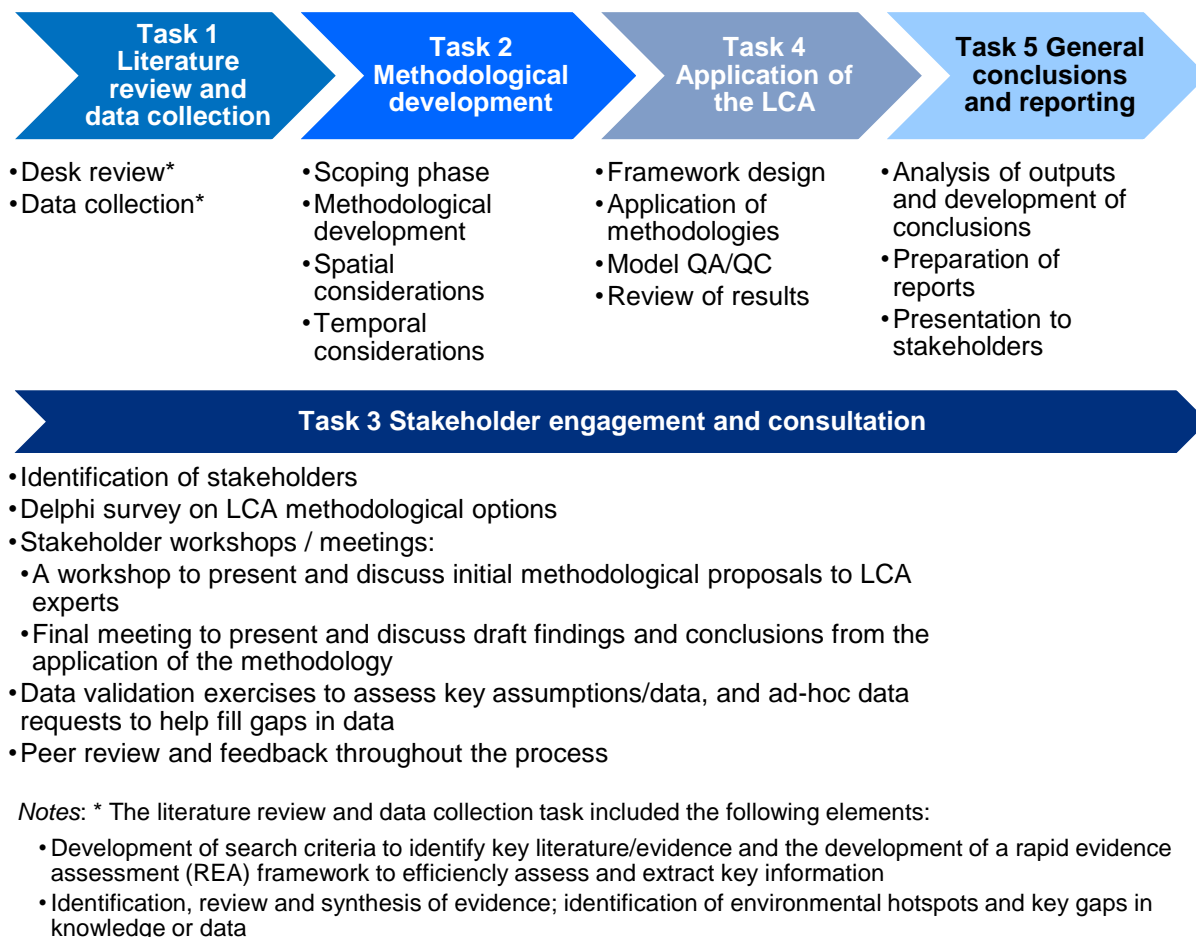 Task 1
Literature
review and
data collection
Task 2
Methodological
development
Task 4
Application of
the LCA
Task 5 General
conclusions
and reporting
•Desk review*
•Data collection*
•Scoping phase
•Methodological
development
•Spatial
considerations
•Temporal
considerations
•Framework design
•Application of
methodologies
•Model QA/QC
•Review of results
•Analysis of outputs
and development of
conclusions
•Preparation of
reports
•Presentation to
stakeholders
Task 3 Stakeholder engagement and consultation
•Identification of stakeholders
•Delphi survey on LCA methodological options
•Stakeholder workshops / meetings:
•A workshop to present and discuss initial methodological proposals to LCA
experts
•Final meeting to present and discuss draft findings and conclusions from the
application of the methodology
•Data validation exercises to assess key assumptions/data, and ad-hoc data
requests to help fill gaps in data
•Peer review and feedback throughout the process
Notes: * The literature review and data collection task included the following elements:
• Development of search criteria to identify key literature/evidence and the development of a rapid evidence
assessment (REA) framework to efficiencly assess and extract key information
• Identification, review and synthesis of evidence; identification of environmental hotspots and key gaps in
knowledge or data